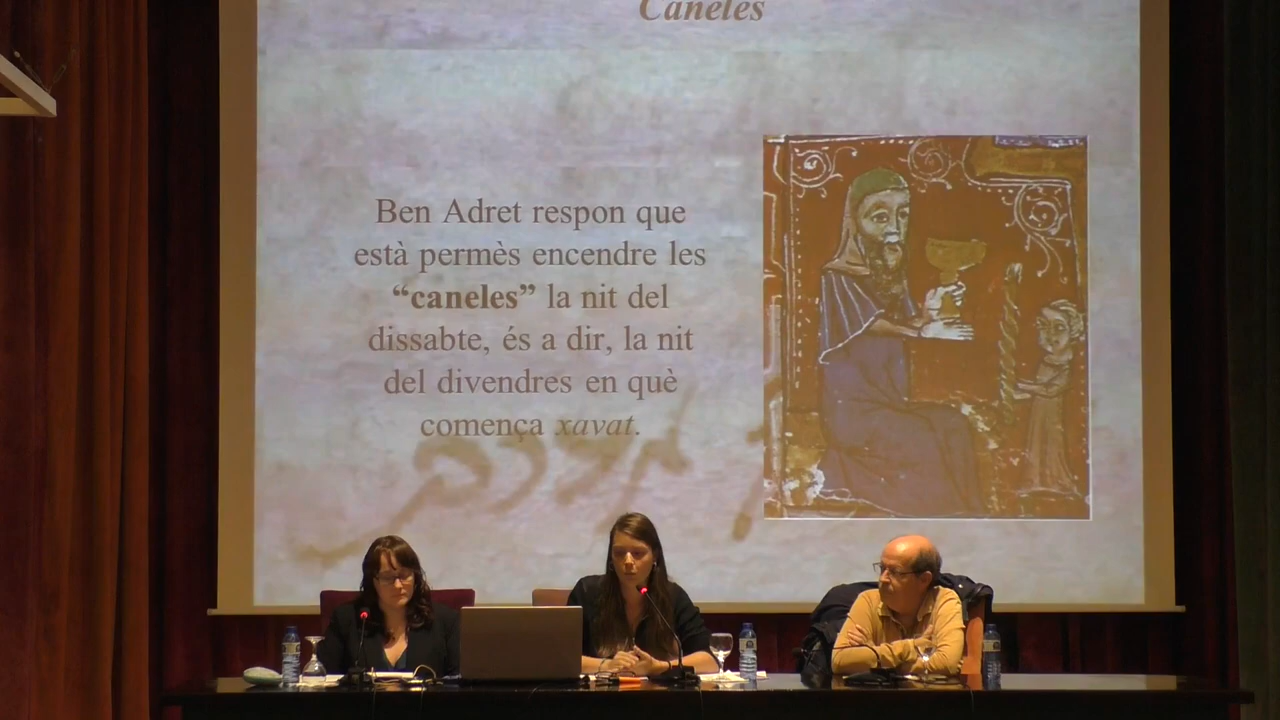 Caneles
Ben Adret respon que
està permès encendre les
“caneles” la nit del
dissabte, és a dir, la nit
del divendres en què
comença xavat.